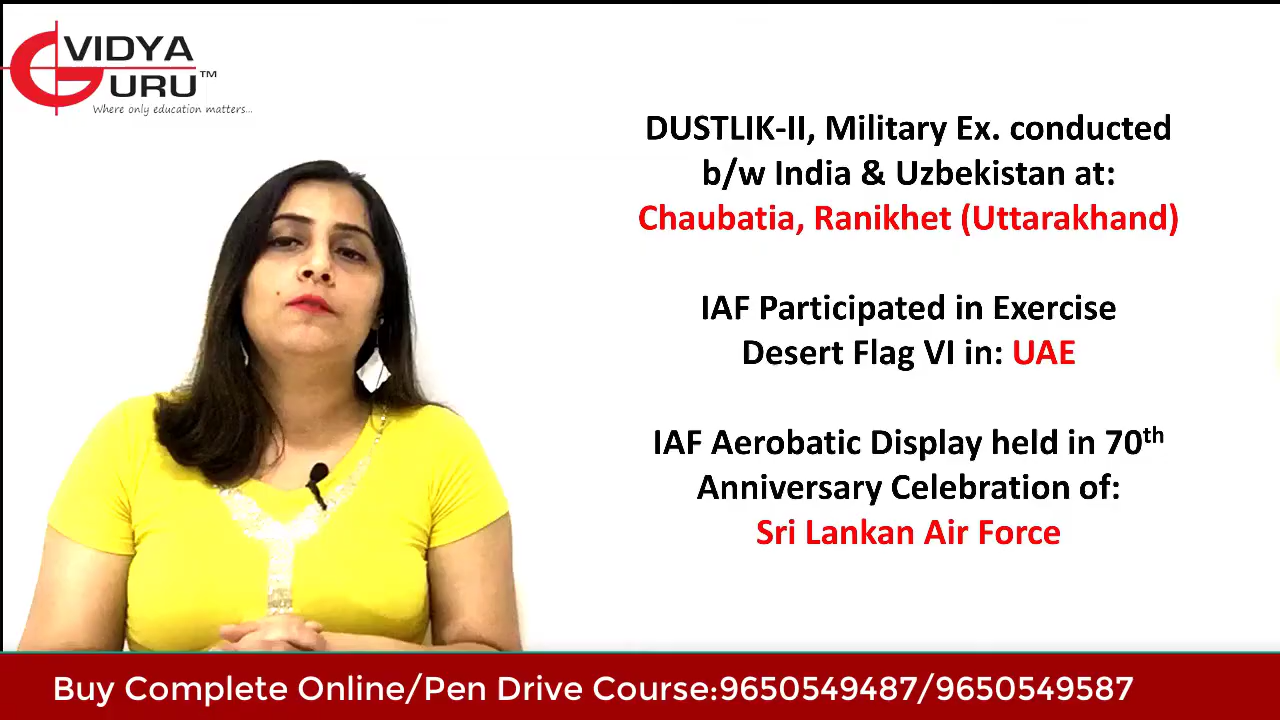 VIDYA
GURU™
Where only education matters...
DUSTLIK-II, Military Ex. conducted
b/w India & Uzbekistan at:
Chaubatia, Ranikhet (Uttarakhand)
IAF Participated in Exercise
Desert Flag VI in: UAE
IAF Aerobatic Display held in 70th
Anniversary Celebration of:
Sri Lankan Air Force
Buy Complete Online/Pen Drive Course:9650549487/9650549587